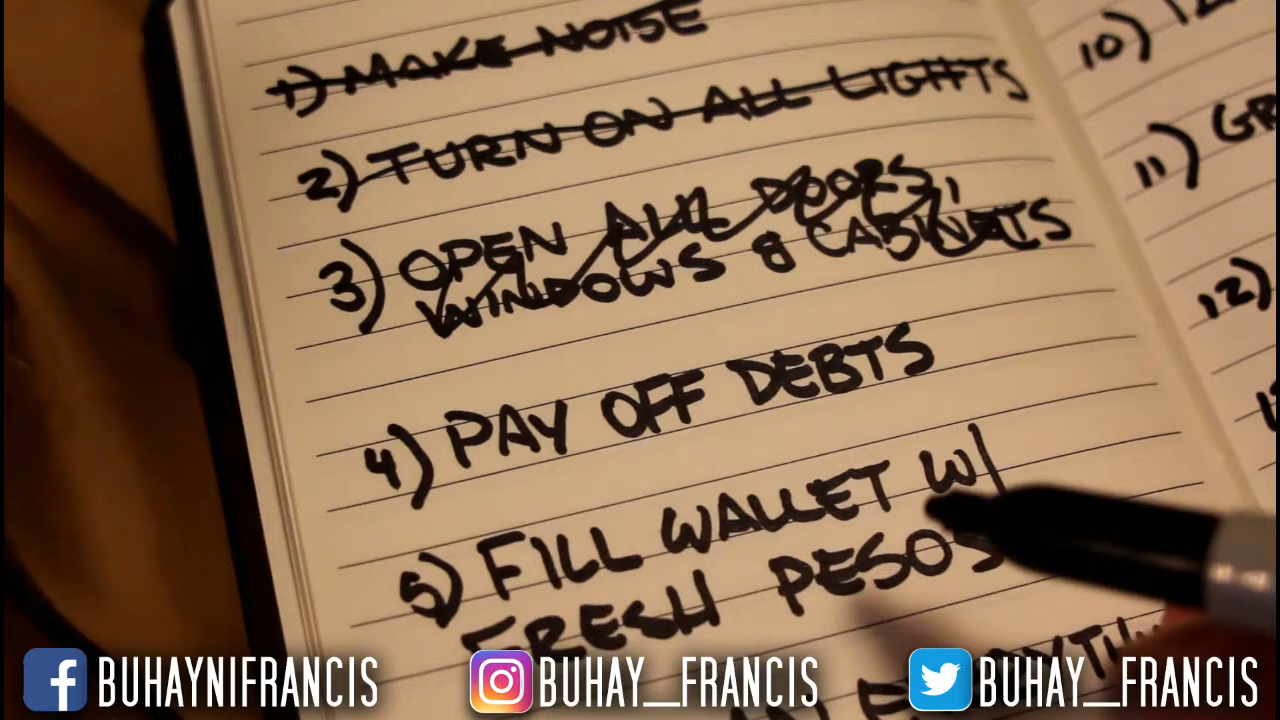 1) MAKE NOISE
2) TURN ON ALL LIGHTS
3) OPEN ALL DOORS,
WINDOWS & CABINETS
4) PAY OFF DEBTS
5) FILL WALLET W/
FRESH PESOS
10)
11)
12)
BUHAYNIFRANCIS
BUHAY_FRANCIS
BUHAY_FRANCIS